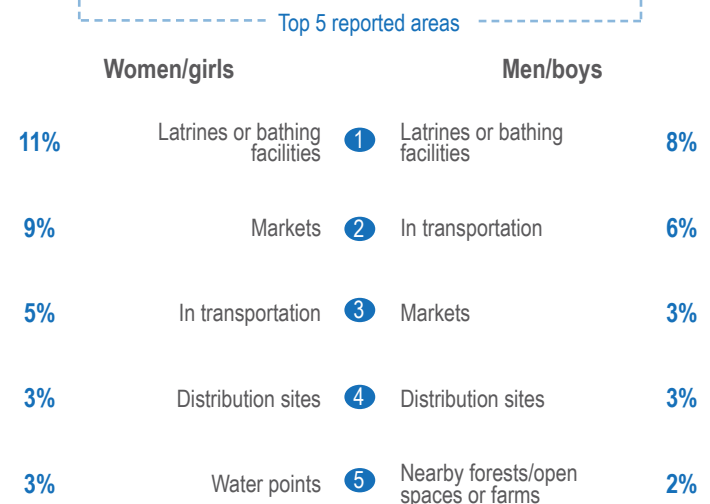 Top 5 reported areas
Women/girls
Men/boys
11%
Latrines or bathing
facilities
1
Latrines or bathing
facilities
8%
9%
Markets
2
In transportation
6%
5%
In transportation
3
Markets
3%
3%
Distribution sites
4
Distribution sites
3%
3%
Water points
5
Nearby forests/open
spaces or farms
2%